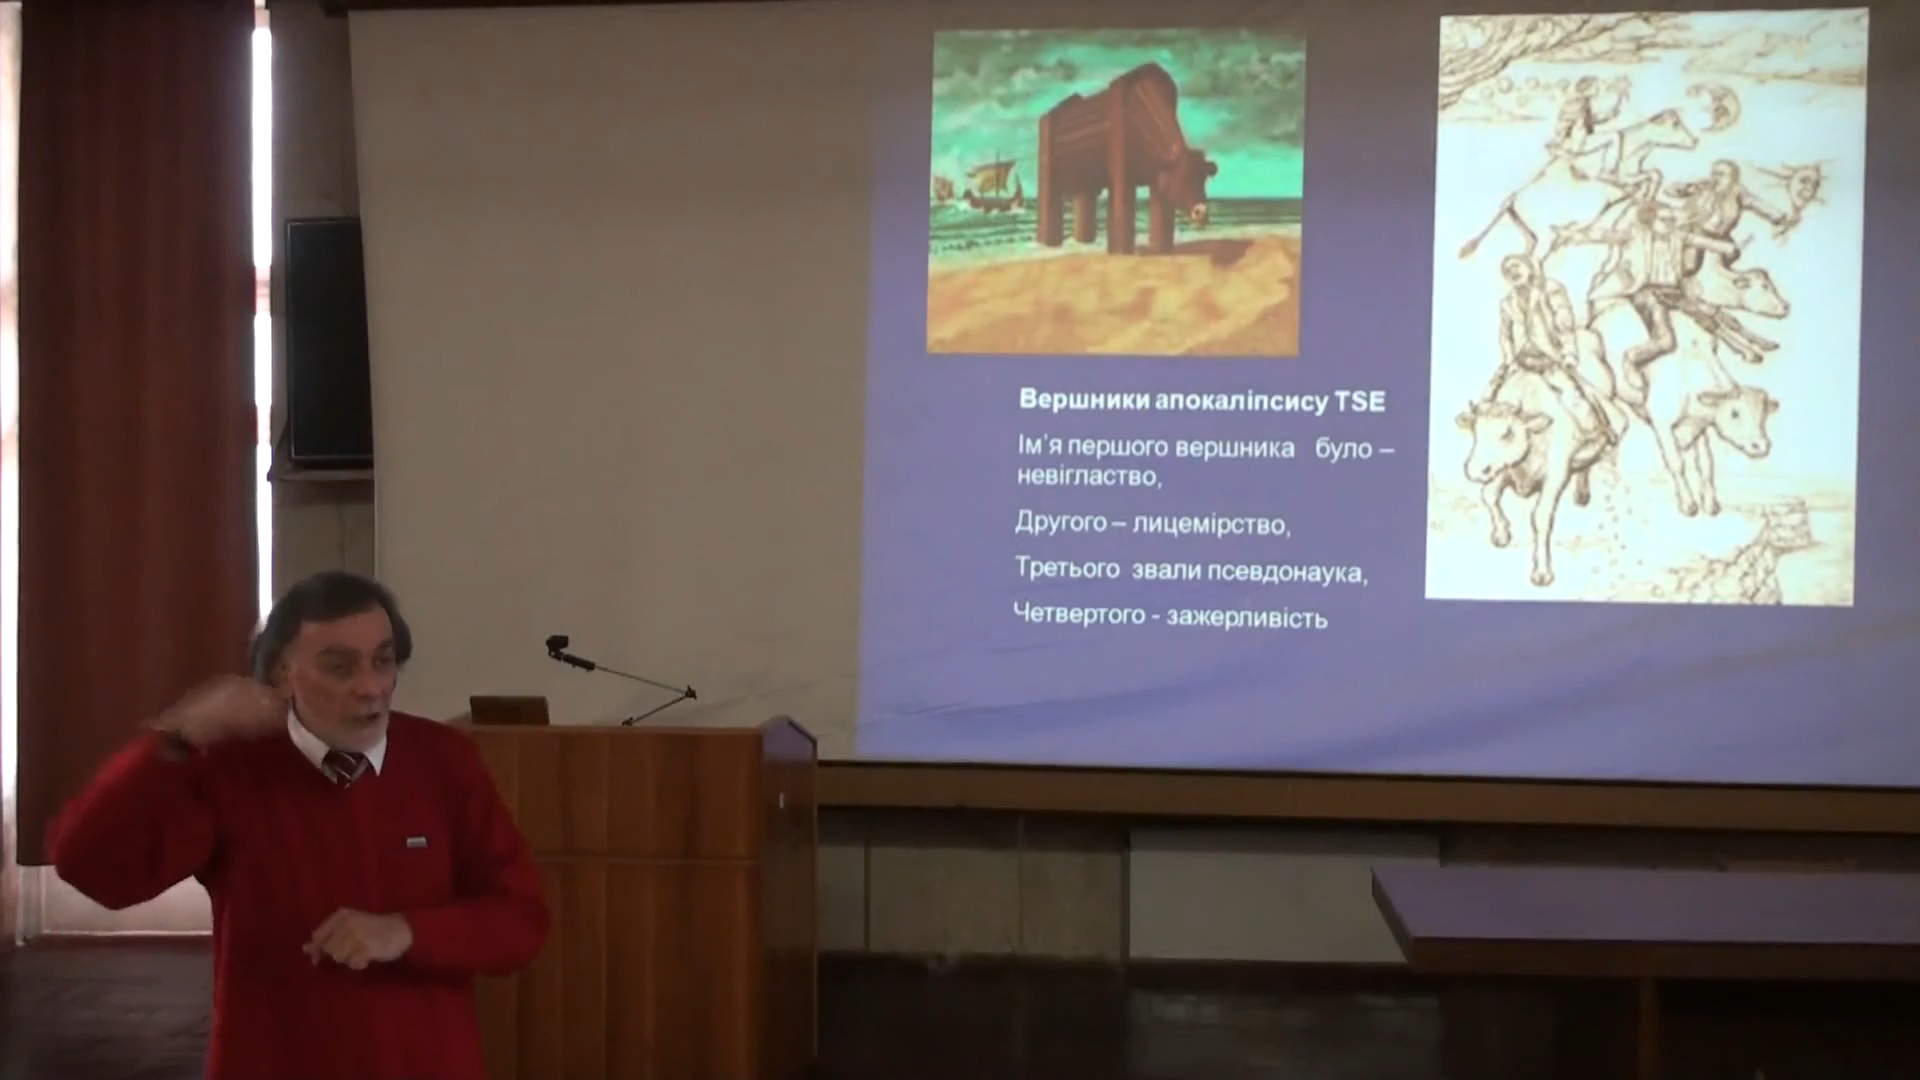 Вершники апокаліпсису TSE
Ім’я першого вершника було –
невігластво,
Другого – лицемірство,
Третього звали псевдонаука,
Четвертого - зажерливість